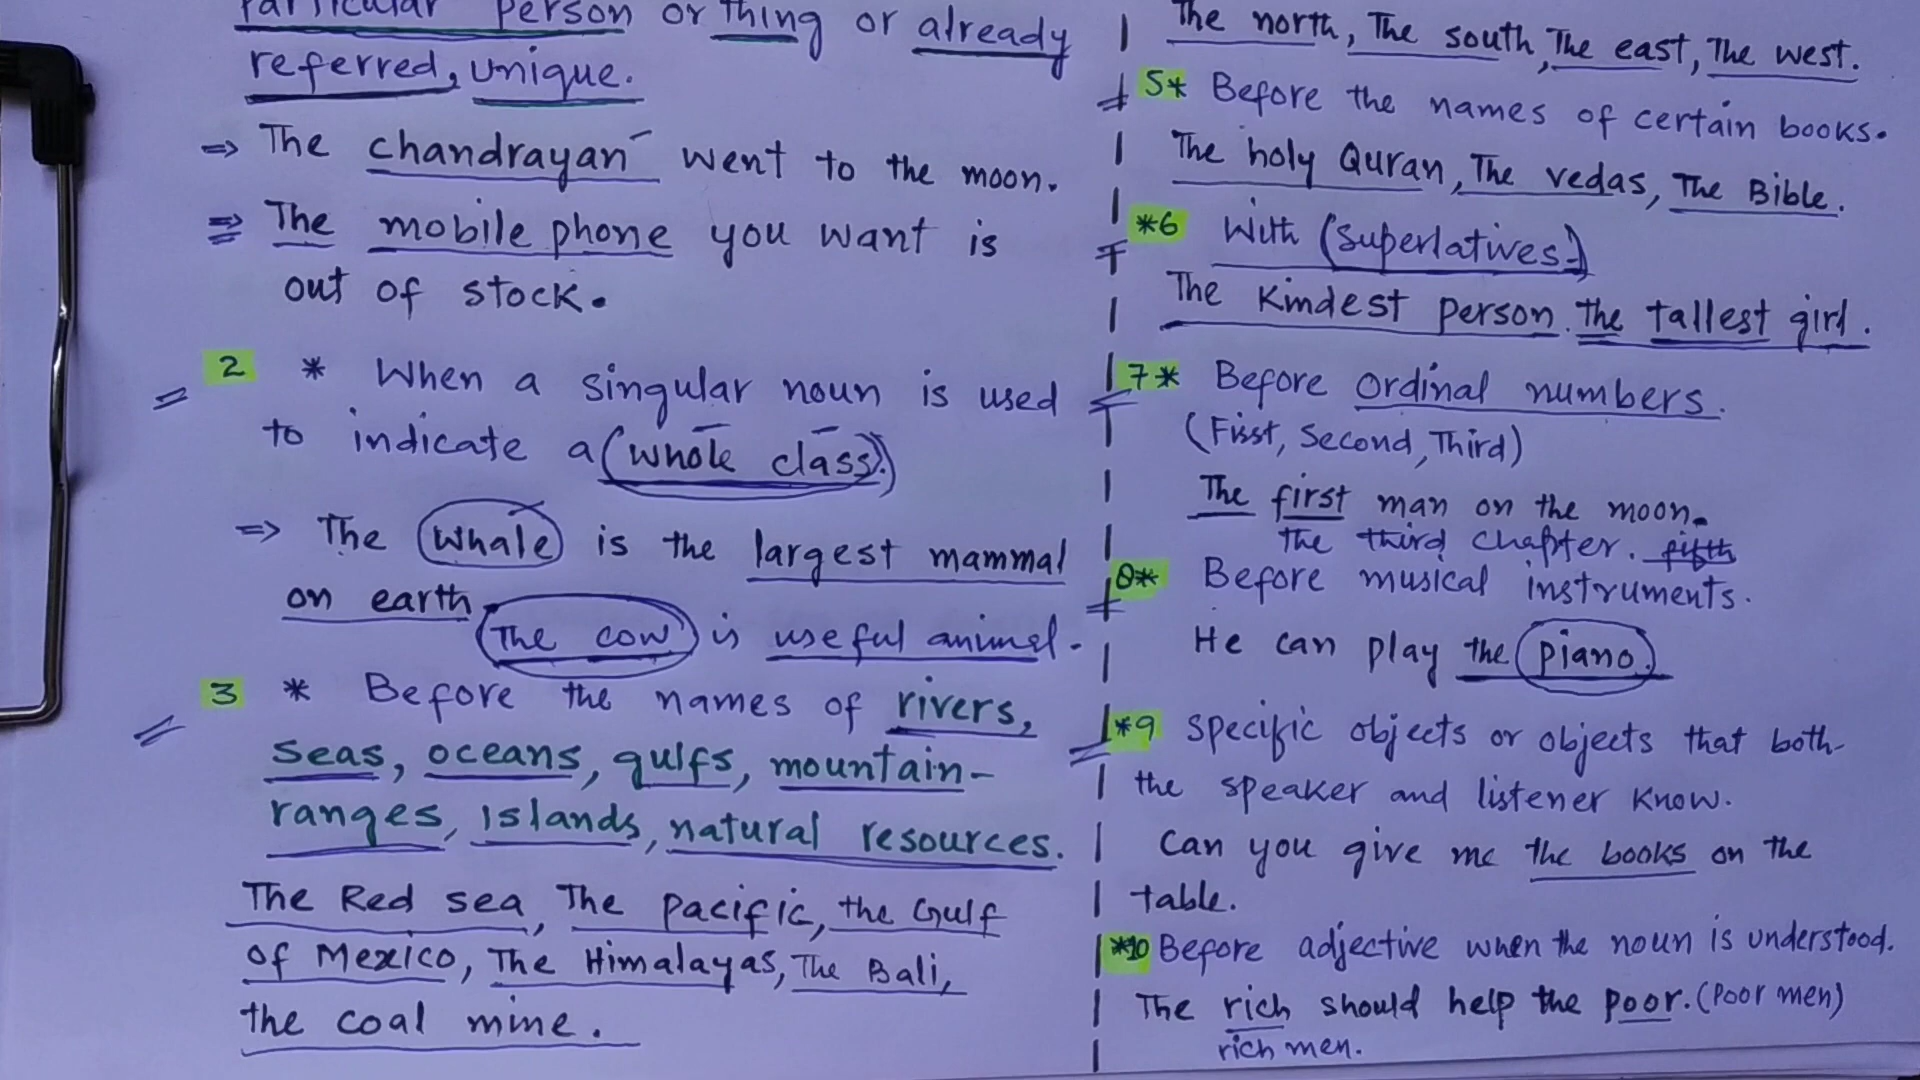 Particular person or thing or already
referred, unique.
⇒ The chandrayan went to the moon.
⇒ The mobile phone you want is
out of stock.
2 * When a singular noun is used
to indicate a (whole class).
⇒ The whale is the largest mammal
on earth. The cow is useful animal.
3 * Before the names of rivers,
seas, oceans, gulfs, mountain-
ranges, islands, natural resources.
The Red sea, The pacific, the Gulf
of Mexico, The Himalayas, The Bali,
the coal mine.
The north, The south, The east, The west.
5* Before the names of certain books.
The holy Quran, The vedas, The Bible.
*6 With (superlatives.)
The Kindest person. The tallest girl.
7* Before ordinal numbers.
(First, Second, Third)
The first man on the moon.
The third Chapter. fifth
8* Before musical instruments.
He can play the piano.
*9 Specific objects or objects that both-
the speaker and listener Know.
Can you give me the books on the
table.
*10 Before adjective when the noun is understood.
The rich should help the poor. (Poor men)
rich men.